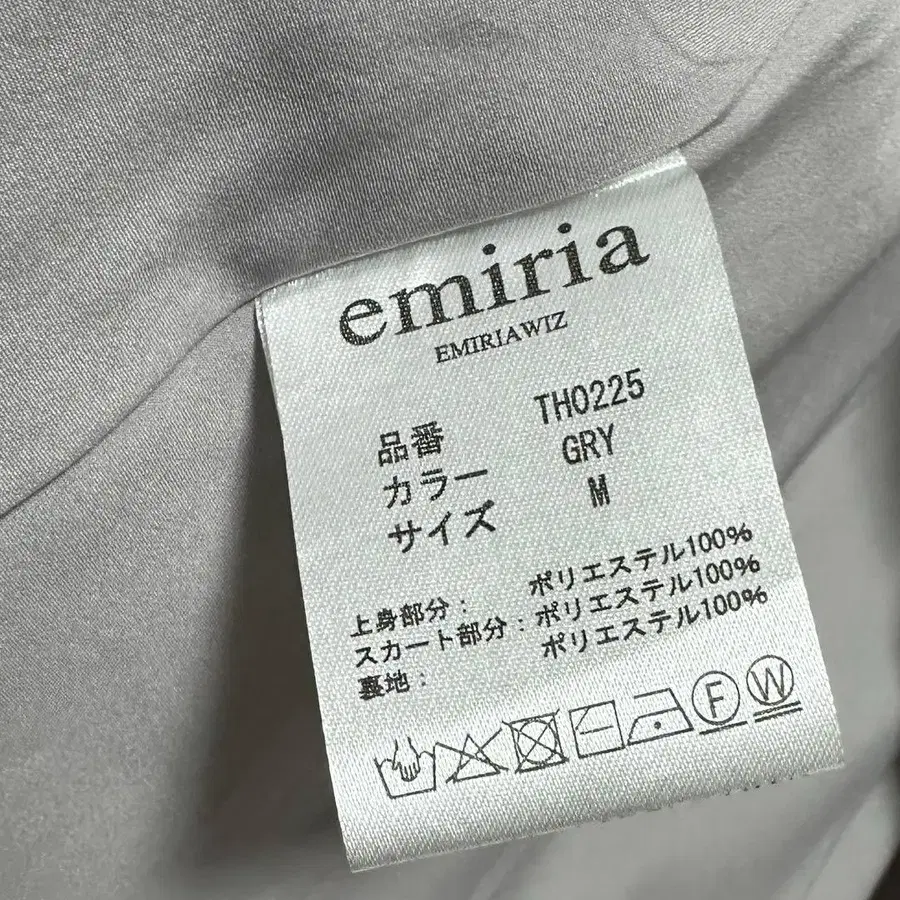 emiria
EMIRIAWIZ
品番 TH0225
カラー GRY
サイズ M
上身部分： ポリエステル100%
スカート部分：ポリエステル100%
裏地： ポリエステル100%
F W